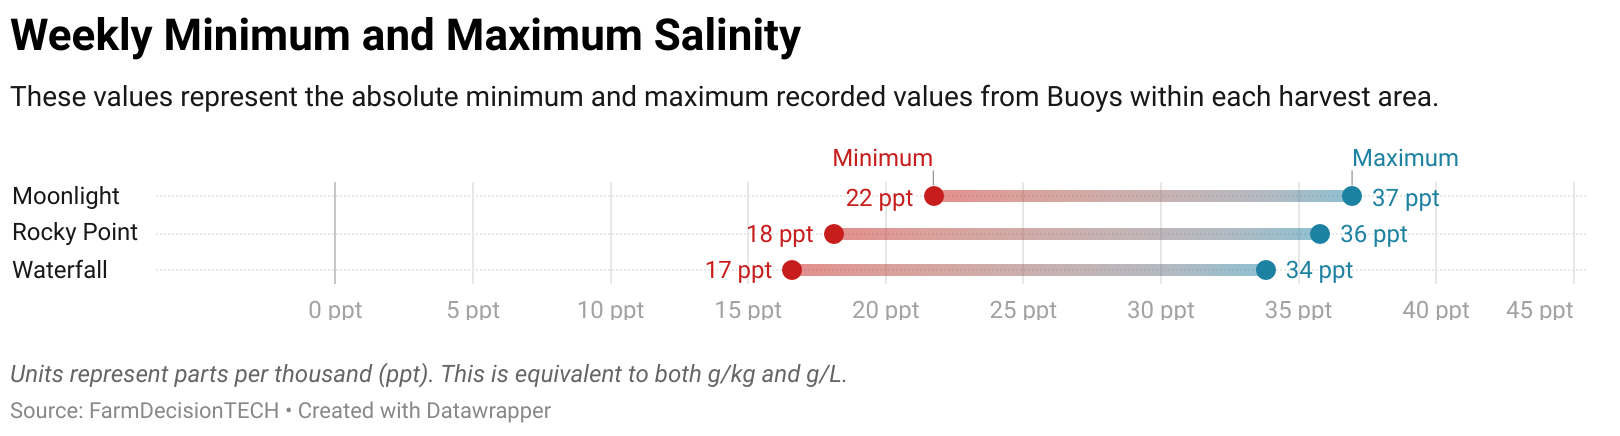 Weekly Minimum and Maximum Salinity
These values represent the absolute minimum and maximum recorded values from Buoys within each harvest area.
Minimum Maximum
Moonlight 22 ppt 37 ppt
Rocky Point 18 ppt 36 ppt
Waterfall 17 ppt 34 ppt
0 ppt 5 ppt 10 ppt 15 ppt 20 ppt 25 ppt 30 ppt 35 ppt 40 ppt 45 ppt
Units represent parts per thousand (ppt). This is equivalent to both g/kg and g/L.
Source: FarmDecisionTECH • Created with Datawrapper